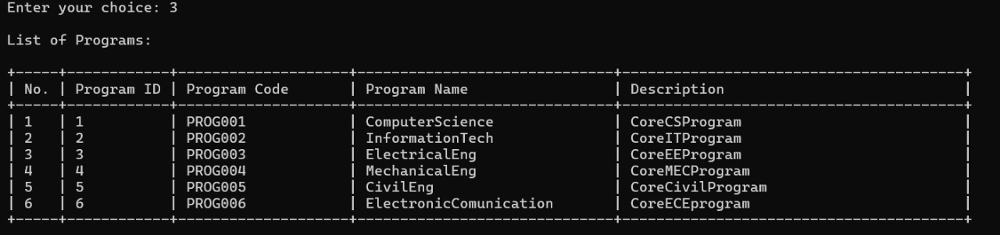 Enter your choice: 3
List of Programs:
+-----+------------+--------------------+------------------------------+----------------------------------------+
| No. | Program ID | Program Code | Program Name | Description |
+-----+------------+--------------------+------------------------------+----------------------------------------+
| 1 | 1 | PROG001 | ComputerScience | CoreCSProgram |
| 2 | 2 | PROG002 | InformationTech | CoreITProgram |
| 3 | 3 | PROG003 | ElectricalEng | CoreEEProgram |
| 4 | 4 | PROG004 | MechanicalEng | CoreMECProgram |
| 5 | 5 | PROG005 | CivilEng | CoreCivilProgram |
| 6 | 6 | PROG006 | ElectronicComunication | CoreECEprogram |
+-----+------------+--------------------+------------------------------+----------------------------------------+